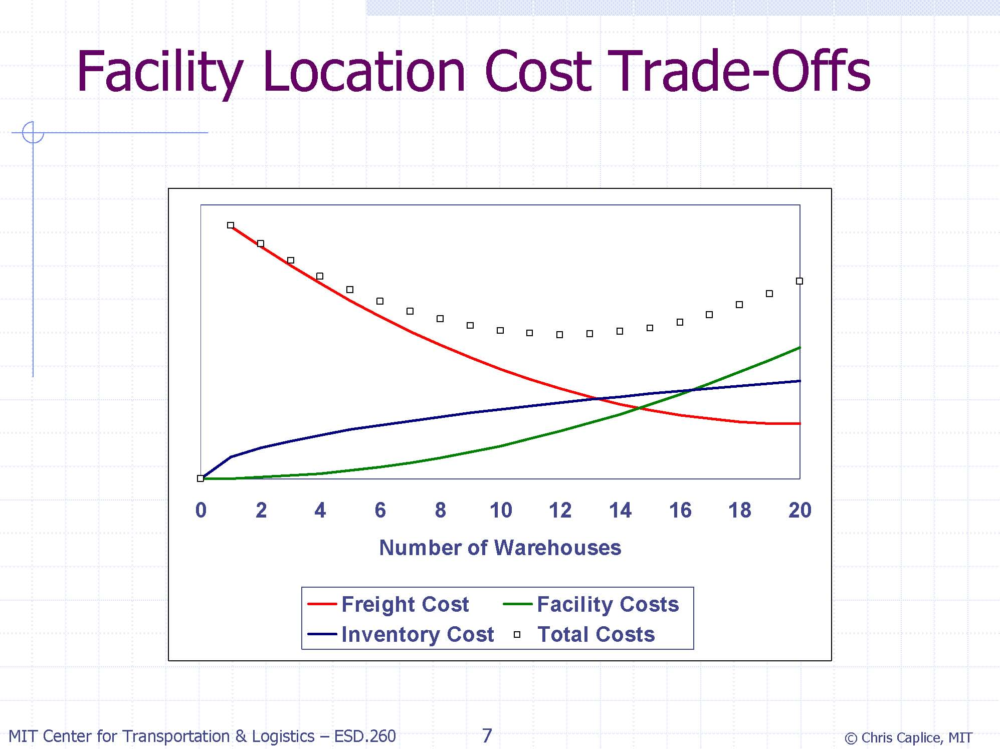 Facility Location Cost Trade-Offs
0 2 4 6 8 10 12 14 16 18 20
Number of Warehouses
Freight Cost Facility Costs
Inventory Cost Total Costs
MIT Center for Transportation & Logistics – ESD.260 7 © Chris Caplice, MIT